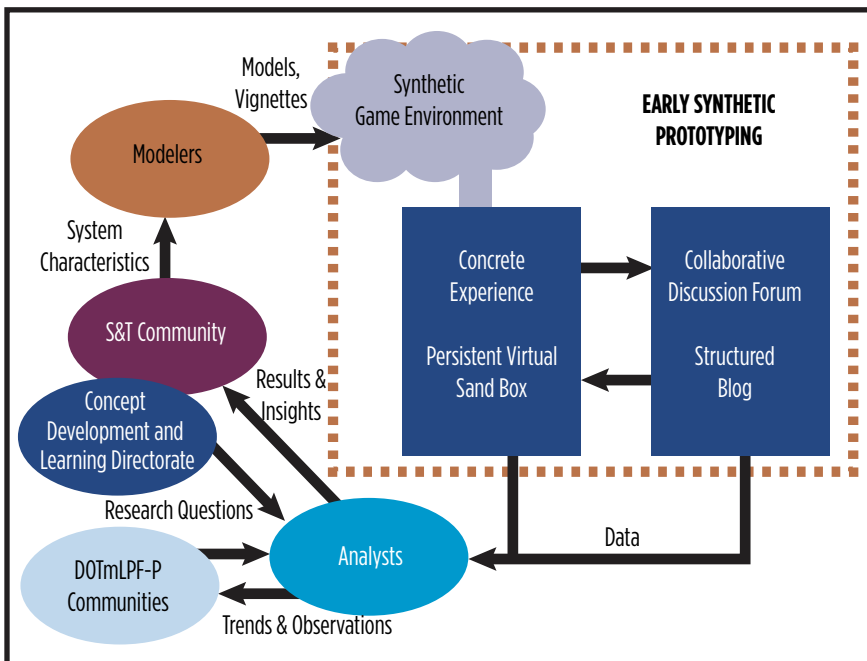 Models,
Vignettes
Synthetic
Game Environment
EARLY SYNTHETIC
PROTOTYPING
Modelers
System
Characteristics
Concrete
Experience
Collaborative
Discussion Forum
S&T Community
Persistent Virtual
Sand Box
Structured
Blog
Results &
Insights
Concept
Development and
Learning Directorate
Research Questions
Data
DOTmLPF-P
Communities
Analysts
Trends & Observations